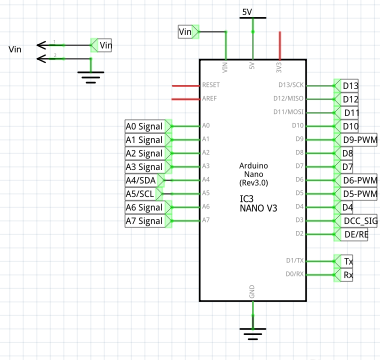 5V
Vin
Vin
Vin
VIN
5V
3V3
RESET
AREF
D13/SCK
D13
D12/MISO
D12
D11/MOSI
D11
A0 Signal
A0
D10
D10
A1 Signal
A1
D9
D9-PWM
A2 Signal
A2
D8
D8
A3 Signal
A3
D7
D7
A4/SDA
A4
D6
D6-PWM
A5/SCL
A5
D5
D5-PWM
A6 Signal
A6
D4
D4
A7 Signal
A7
D3
DCC_SIG
D2
DE/RE
Arduino
Nano
(Rev3.0)
IC3
NANO V3
D1/TX
Tx
D0/RX
Rx
GND